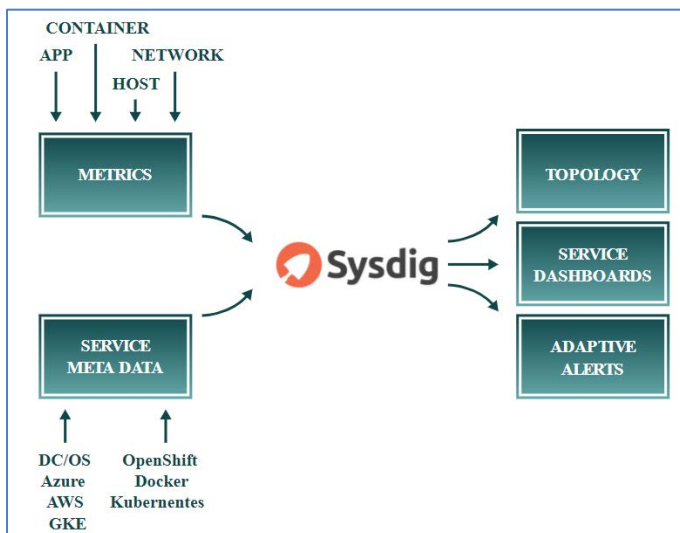 CONTAINER
APP
NETWORK
HOST
METRICS
SERVICE
META DATA
DC/OS
Azure
AWS
GKE
OpenShift
Docker
Kubernentes
Sysdig
TOPOLOGY
SERVICE
DASHBOARDS
ADAPTIVE
ALERTS